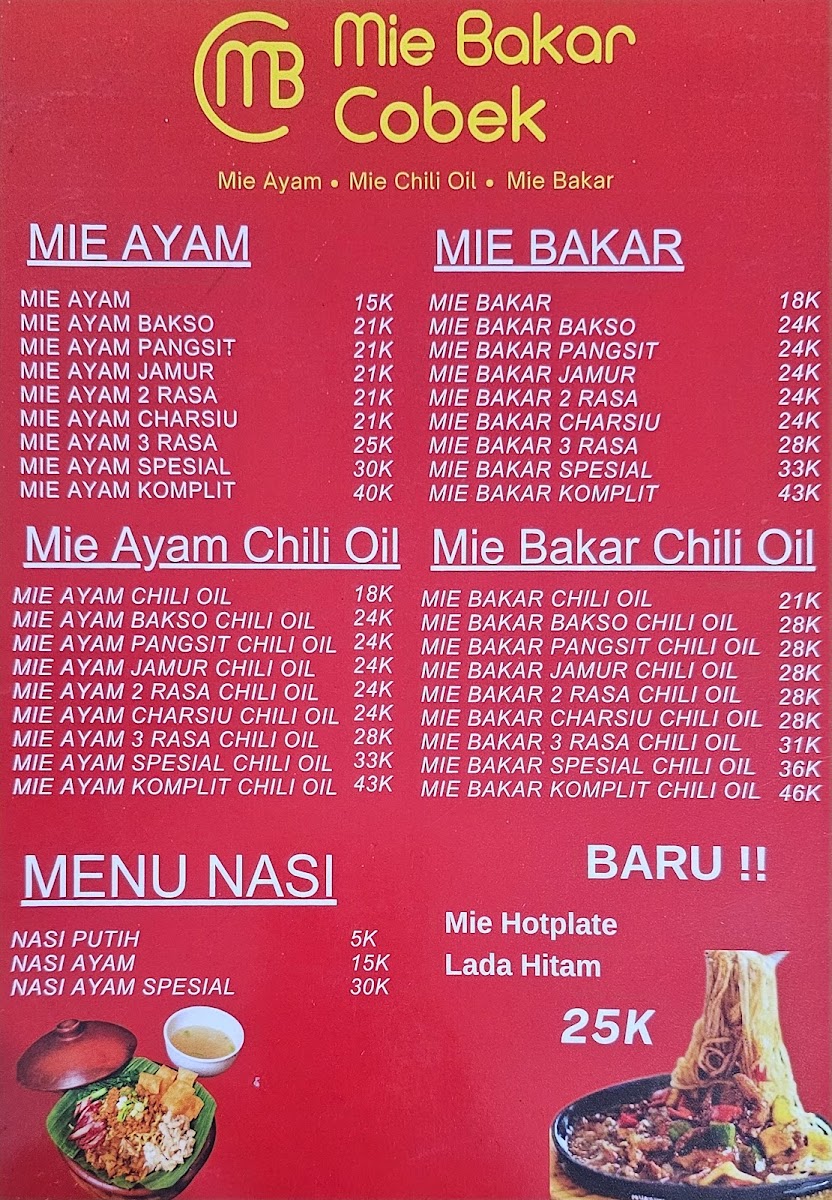 MB
Mie Bakar
Cobek
Mie Ayam • Mie Chili Oil • Mie Bakar
MIE AYAM
MIE AYAM 15K
MIE AYAM BAKSO 21K
MIE AYAM PANGSIT 21K
MIE AYAM JAMUR 21K
MIE AYAM 2 RASA 21K
MIE AYAM CHARSIU 21K
MIE AYAM 3 RASA 25K
MIE AYAM SPESIAL 30K
MIE AYAM KOMPLIT 40K
MIE BAKAR
MIE BAKAR 18K
MIE BAKAR BAKSO 24K
MIE BAKAR PANGSIT 24K
MIE BAKAR JAMUR 24K
MIE BAKAR 2 RASA 24K
MIE BAKAR CHARSIU 24K
MIE BAKAR 3 RASA 28K
MIE BAKAR SPESIAL 33K
MIE BAKAR KOMPLIT 43K
Mie Ayam Chili Oil
MIE AYAM CHILI OIL 18K
MIE AYAM BAKSO CHILI OIL 24K
MIE AYAM PANGSIT CHILI OIL 24K
MIE AYAM JAMUR CHILI OIL 24K
MIE AYAM 2 RASA CHILI OIL 24K
MIE AYAM CHARSIU CHILI OIL 24K
MIE AYAM 3 RASA CHILI OIL 28K
MIE AYAM SPESIAL CHILI OIL 33K
MIE AYAM KOMPLIT CHILI OIL 43K
Mie Bakar Chili Oil
MIE BAKAR CHILI OIL 21K
MIE BAKAR BAKSO CHILI OIL 28K
MIE BAKAR PANGSIT CHILI OIL 28K
MIE BAKAR JAMUR CHILI OIL 28K
MIE BAKAR 2 RASA CHILI OIL 28K
MIE BAKAR CHARSIU CHILI OIL 28K
MIE BAKAR 3 RASA CHILI OIL 31K
MIE BAKAR SPESIAL CHILI OIL 36K
MIE BAKAR KOMPLIT CHILI OIL 46K
MENU NASI
NASI PUTIH 5K
NASI AYAM 15K
NASI AYAM SPESIAL 30K
BARU !!
Mie Hotplate
Lada Hitam
25K